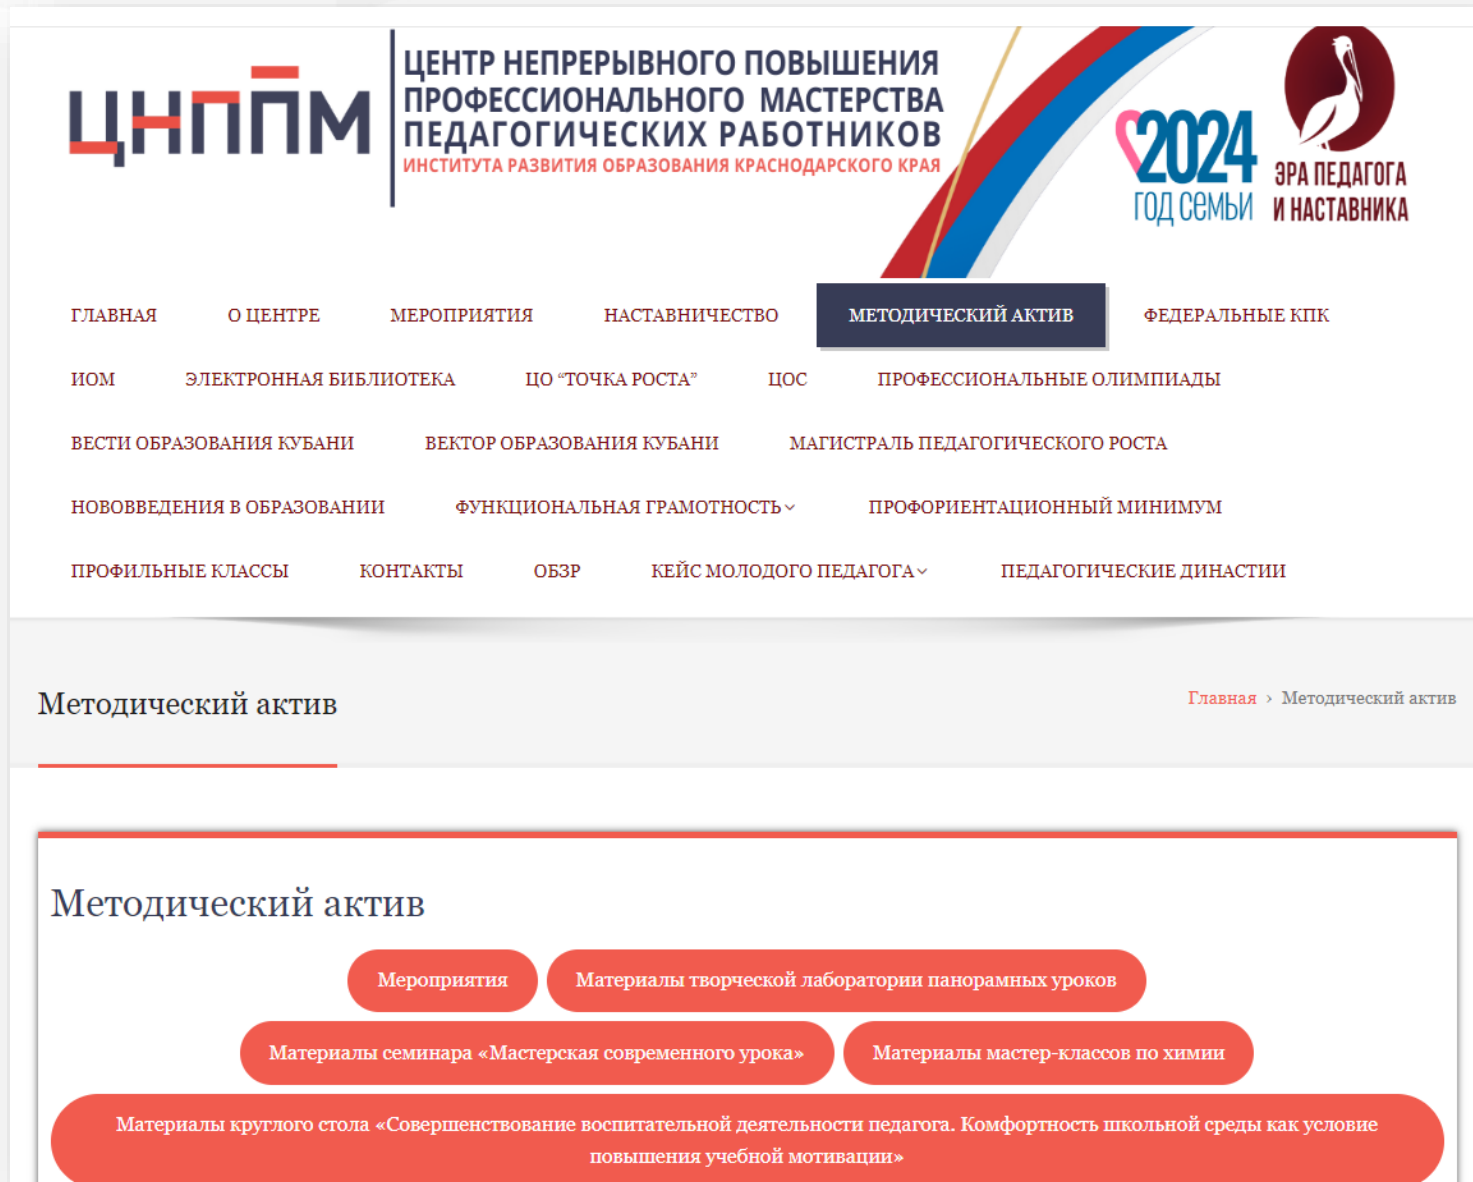 ЦНППМ
ЦЕНТР НЕПРЕРЫВНОГО ПОВЫШЕНИЯ
ПРОФЕССИОНАЛЬНОГО МАСТЕРСТВА
ПЕДАГОГИЧЕСКИХ РАБОТНИКОВ
ИНСТИТУТА РАЗВИТИЯ ОБРАЗОВАНИЯ КРАСНОДАРСКОГО КРАЯ
2024
ГОД СЕМЬИ
ЭРА ПЕДАГОГА
И НАСТАВНИКА
ГЛАВНАЯ О ЦЕНТРЕ МЕРОПРИЯТИЯ НАСТАВНИЧЕСТВО МЕТОДИЧЕСКИЙ АКТИВ ФЕДЕРАЛЬНЫЕ КПК
ИОМ ЭЛЕКТРОННАЯ БИБЛИОТЕКА ЦО “ТОЧКА РОСТА” ЦОС ПРОФЕССИОНАЛЬНЫЕ ОЛИМПИАДЫ
ВЕСТИ ОБРАЗОВАНИЯ КУБАНИ ВЕКТОР ОБРАЗОВАНИЯ КУБАНИ МАГИСТРАЛЬ ПЕДАГОГИЧЕСКОГО РОСТА
НОВОВВЕДЕНИЯ В ОБРАЗОВАНИИ ФУНКЦИОНАЛЬНАЯ ГРАМОТНОСТЬ ПРОФОРИЕНТАЦИОННЫЙ МИНИМУМ
ПРОФИЛЬНЫЕ КЛАССЫ КОНТАКТЫ ОБЗР КЕЙС МОЛОДОГО ПЕДАГОГА ПЕДАГОГИЧЕСКИЕ ДИНАСТИИ
Методический актив
Главная › Методический актив
Методический актив
Мероприятия Материалы творческой лаборатории панорамных уроков
Материалы семинара «Мастерская современного урока» Материалы мастер-классов по химии
Материалы круглого стола «Совершенствование воспитательной деятельности педагога. Комфортность школьной среды как условие
повышения учебной мотивации»